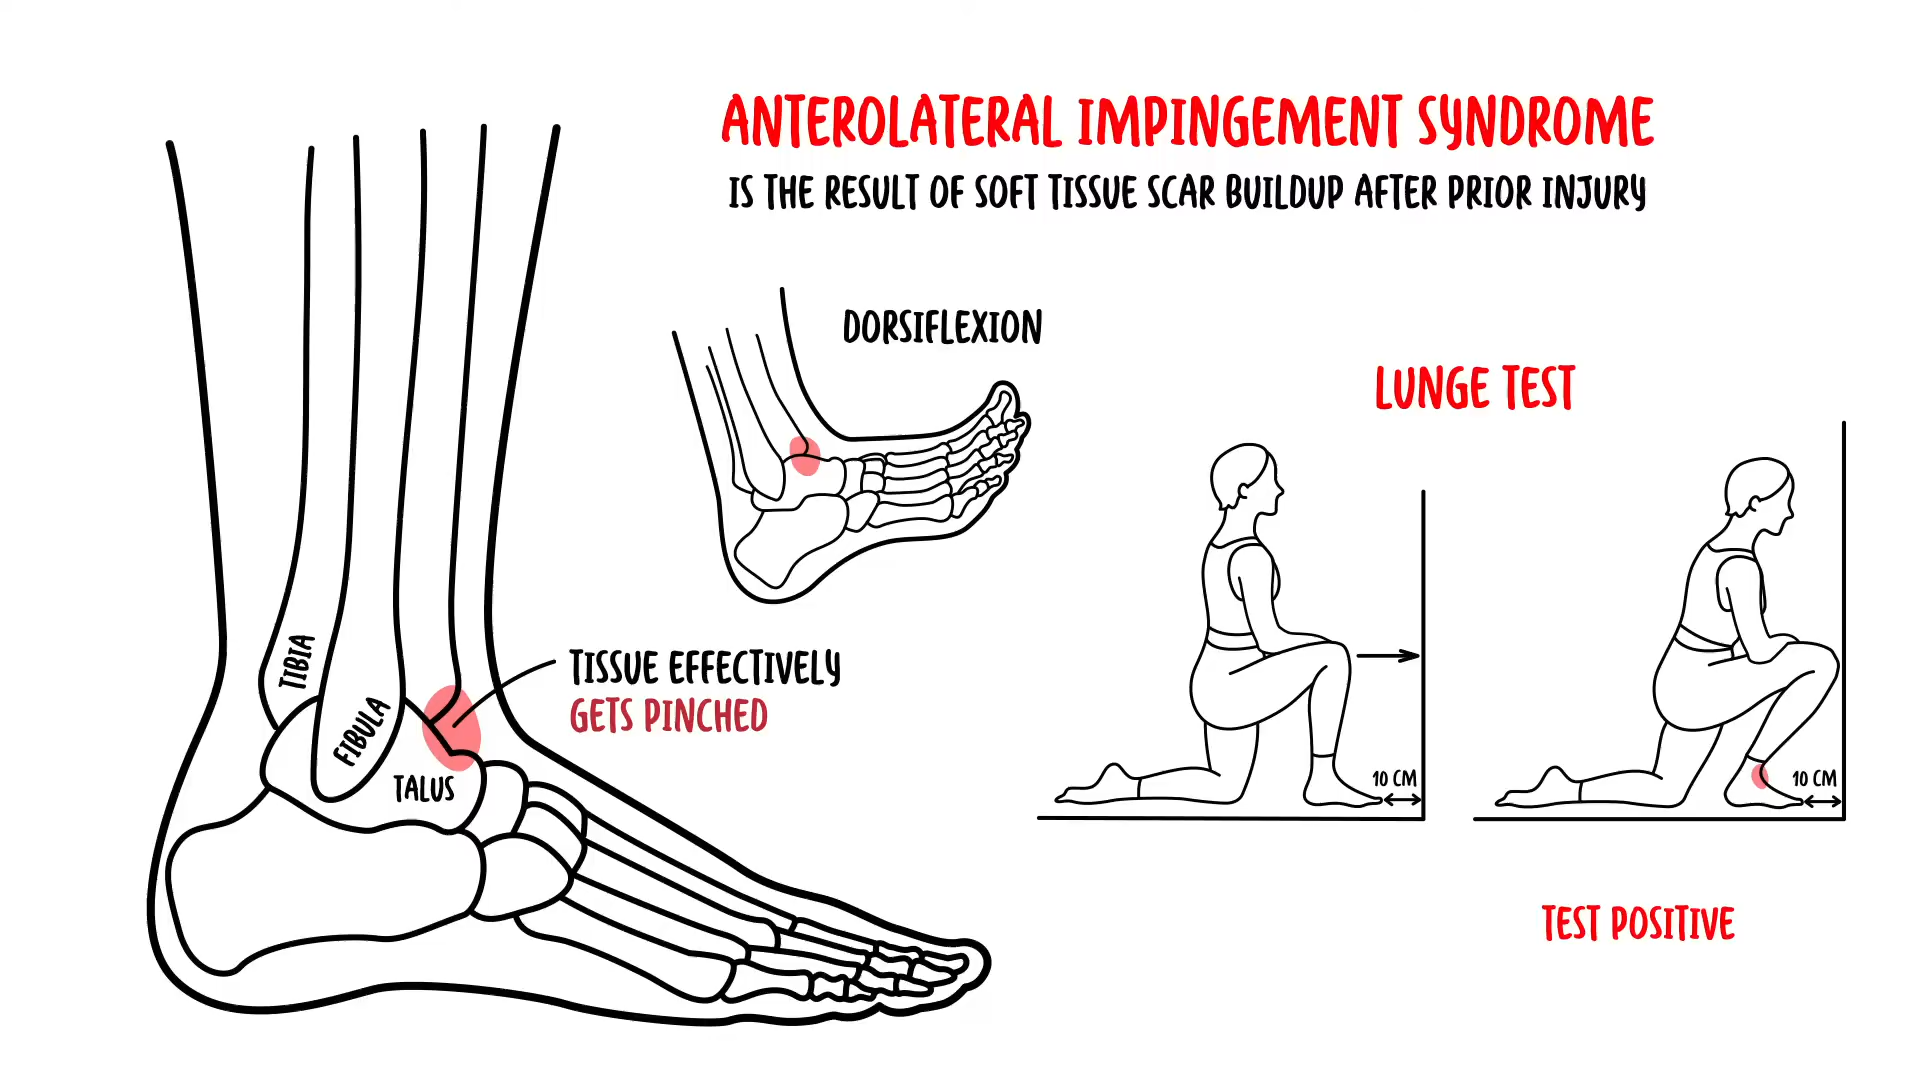 ANTEROLATERAL IMPINGEMENT SYNDROME
IS THE RESULT OF SOFT TISSUE SCAR BUILDUP AFTER PRIOR INJURY
DORSIFLEXION
LUNGE TEST
TIBIA
FIBULA
TALUS
TISSUE EFFECTIVELY
GETS PINCHED
10 CM
10 CM
TEST POSITIVE